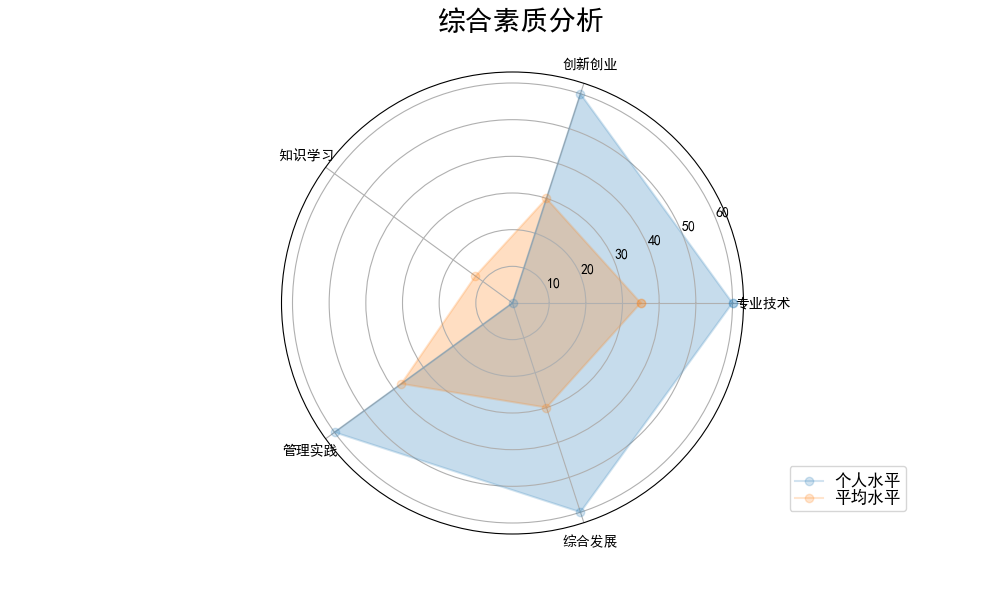 综合素质分析
创新创业
知识学习
60
50
40
30
20
10
专业技术
管理实践
综合发展
个人水平
平均水平